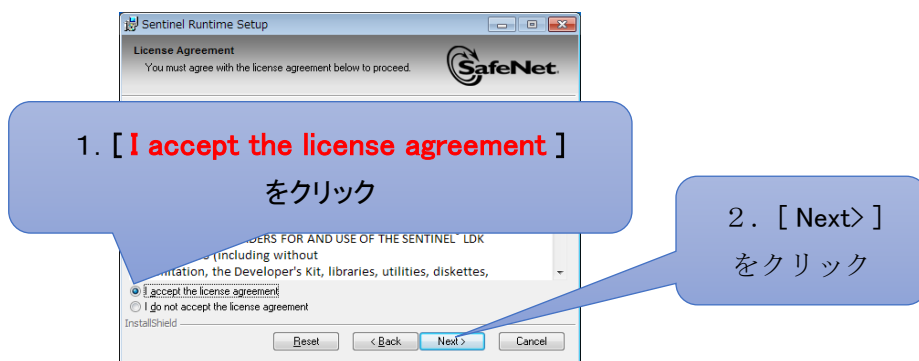 Sentinel Runtime Setup
License Agreement
You must agree with the license agreement below to proceed.
SafeNet.
1. [ I accept the license agreement ]
をクリック
DERS FOR AND USE OF THE SENTINEL® LDK
(including without
the Developer's Kit, libraries, utilities, diskettes,
I accept the license agreement
I do not accept the license agreement
InstallShield
Reset
< Back
Next >
Cancel
２．[ Next> ]
をクリック